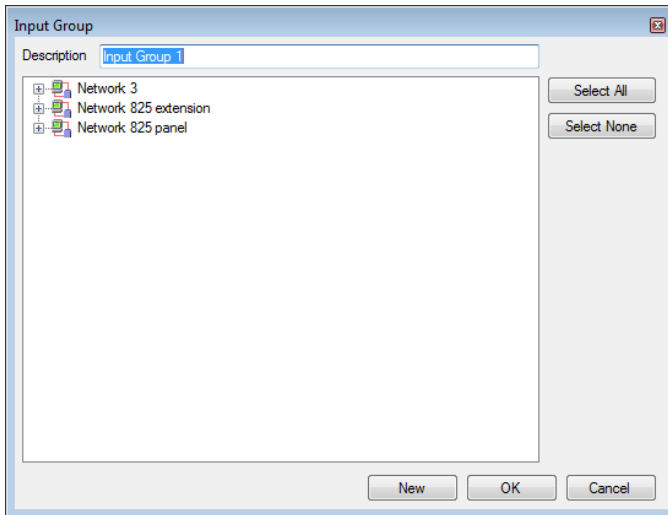 Input Group
Description Input Group 1
Network 3
Network 825 extension
Network 825 panel
Select All
Select None
New OK Cancel